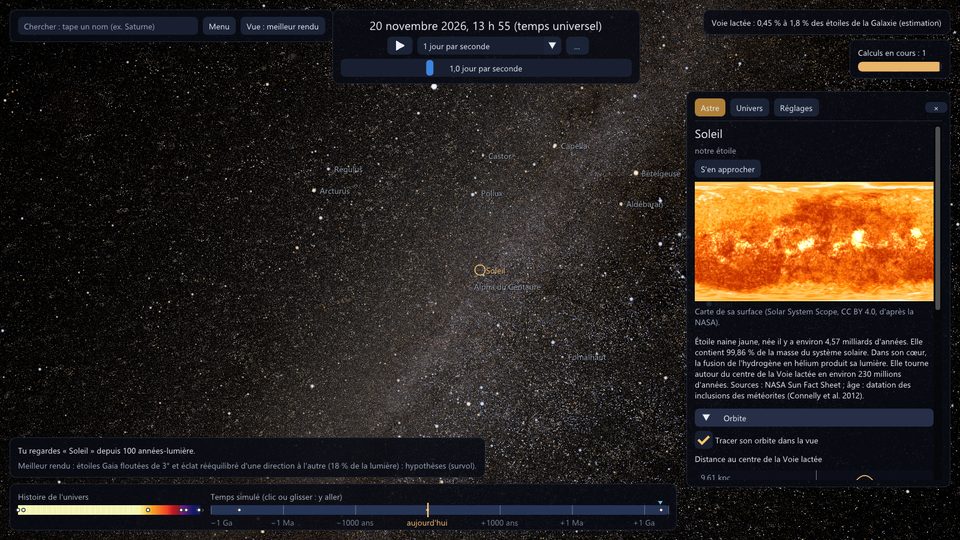 Chercher : tape un nom (ex. Saturne)
Menu
Vue : meilleur rendu
20 novembre 2026, 13 h 55 (temps universel)
1 jour par seconde
...
1,0 jour par seconde
Voie lactée : 0,45 % à 1,8 % des étoiles de la Galaxie (estimation)
Calculs en cours : 1
Astre
Univers
Réglages
×
Soleil
notre étoile
S'en approcher
Carte de sa surface (Solar System Scope, CC BY 4.0, d'après la
NASA).
Étoile naine jaune, née il y a environ 4,57 milliards d'années. Elle
contient 99,86 % de la masse du système solaire. Dans son cœur,
la fusion de l'hydrogène en hélium produit sa lumière. Elle tourne
autour du centre de la Voie lactée en environ 230 millions
d'années. Sources : NASA Sun Fact Sheet ; âge : datation des
inclusions des météorites (Connelly et al. 2012).
Orbite
Tracer son orbite dans la vue
Distance au centre de la Voie lactée
9,61 kpc
Capella
Castor
Régulus
Bételgeuse
Arcturus
Pollux
Aldébaran
Soleil
Alpha du Centaure
Fomalhaut
Tu regardes « Soleil » depuis 100 années-lumière.
Meilleur rendu : étoiles Gaia floutées de 3° et éclat rééquilibré d'une direction à l'autre (18 % de la lumière) : hypothèses (survol).
Histoire de l'univers
Temps simulé (clic ou glisser : y aller)
−1 Ga
−1 Ma
−1000 ans
aujourd'hui
+1000 ans
+1 Ma
+1 Ga